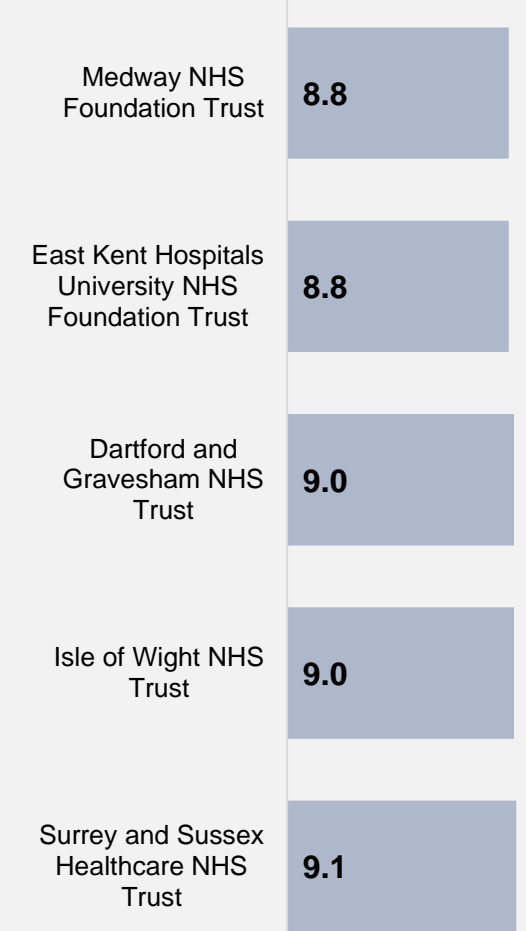 Medway NHS
Foundation Trust
8.8
East Kent Hospitals
University NHS
Foundation Trust
8.8
Dartford and
Gravesham NHS
Trust
9.0
Isle of Wight NHS
Trust
9.0
Surrey and Sussex
Healthcare NHS
Trust
9.1